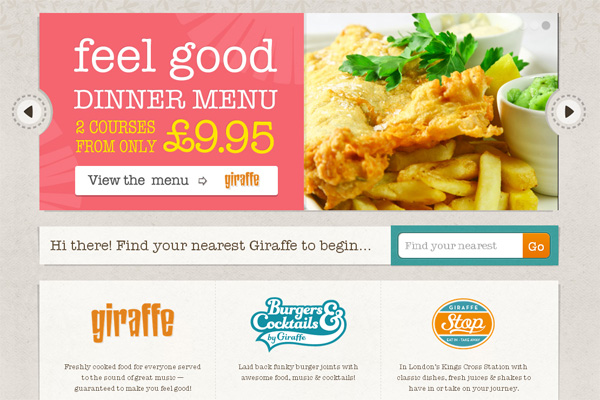 feel good
DINNER MENU
2 COURSES
FROM ONLY £9.95
View the menu ➪ giraffe
Hi there! Find your nearest Giraffe to begin...
Find your nearest
Go
giraffe
Freshly cooked food for everyone served
to the sound of great music —
guaranteed to make you feel good!
Burgers &
Cocktails
by Giraffe
Laid back funky burger joints with
awesome food, music & cocktails!
GIRAFFE
Stop
EAT IN · TAKE AWAY
In London's Kings Cross Station with
classic dishes, fresh juices & shakes to
have in or take on your journey.